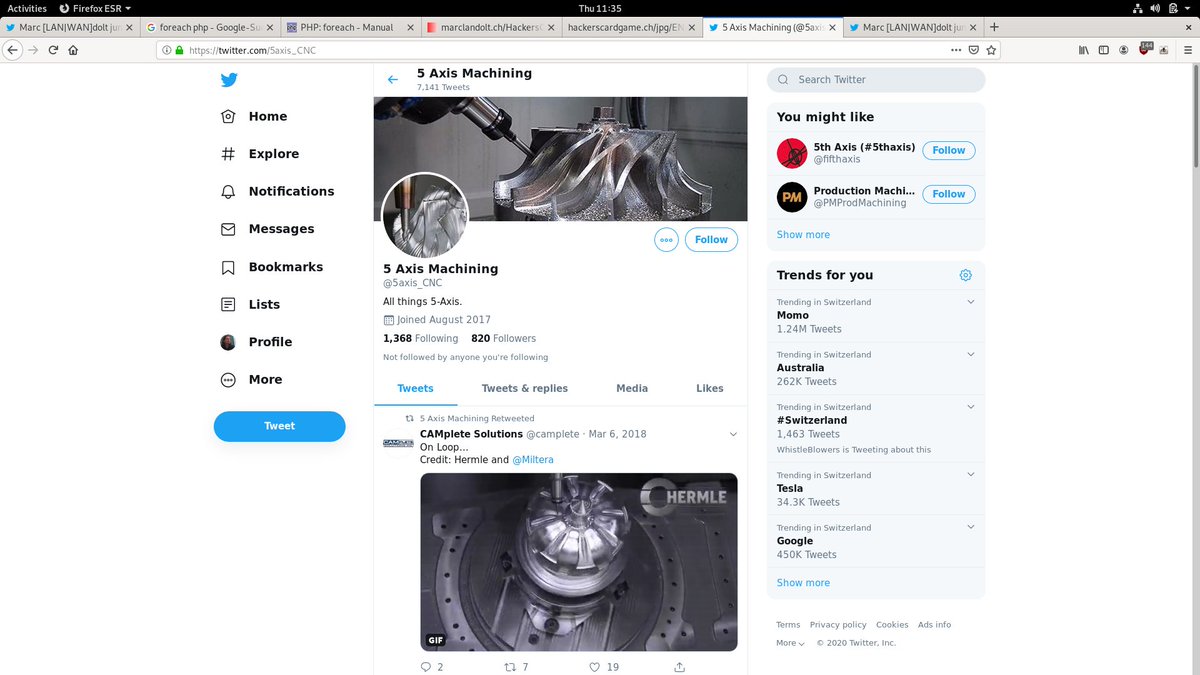 Activities Firefox ESR Thu 11:35
Marc [LAN|WAN]dolt jun
foreach php - Google-Su
PHP: foreach - Manual
marclandolt.ch/HackersC
hackerscardgame.ch/jpg/EN
5 Axis Machining (@5axis
Marc [LAN|WAN]dolt jun
https://twitter.com/5axis_CNC
144
Home
Explore
Notifications
Messages
Bookmarks
Lists
Profile
More
Tweet
5 Axis Machining
7,141 Tweets
Follow
5 Axis Machining
@5axis_CNC
All things 5-Axis.
Joined August 2017
1,368 Following 820 Followers
Not followed by anyone you're following
Tweets Tweets & replies Media Likes
5 Axis Machining Retweeted
CAMplete Solutions @camplete · Mar 6, 2018
On Loop...
Credit: Hermle and @Miltera
HERMLE
GIF
2 7 19
Search Twitter
You might like
5th Axis (#5thaxis)
@fifthaxis
Follow
PM
Production Machi...
@PMProdMachining
Follow
Show more
Trends for you
Trending in Switzerland
Momo
1.24M Tweets
Trending in Switzerland
Australia
262K Tweets
Trending in Switzerland
#Switzerland
1,463 Tweets
WhistleBlowers is Tweeting about this
Trending in Switzerland
Tesla
34.3K Tweets
Trending in Switzerland
Google
450K Tweets
Show more
Terms Privacy policy Cookies Ads info
More © 2020 Twitter, Inc.